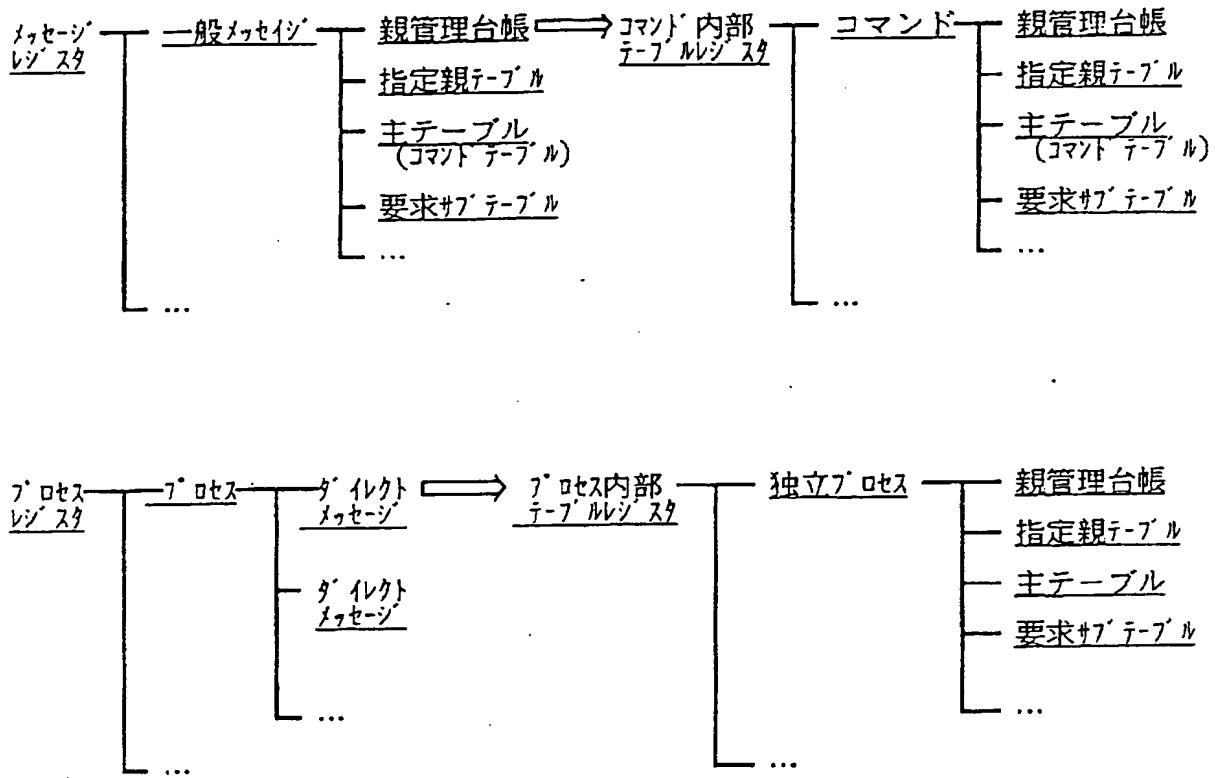 メッセージ 一般メッセイジ 親管理台帳 コマンド内部 コマンド 親管理台帳
レジスタ テーブルレジスタ
指定親テーブル 指定親テーブル
主テーブル 主テーブル
(コマンドテーブル) (コマンドテーブル)
要求サブテーブル 要求サブテーブル
… …
… …
プロセス プロセス ダイレクト プロセス内部 独立プロセス 親管理台帳
レジスタ メッセージ テーブルレジスタ
指定親テーブル
ダイレクト 主テーブル
メッセージ
要求サブテーブル
… …
… …